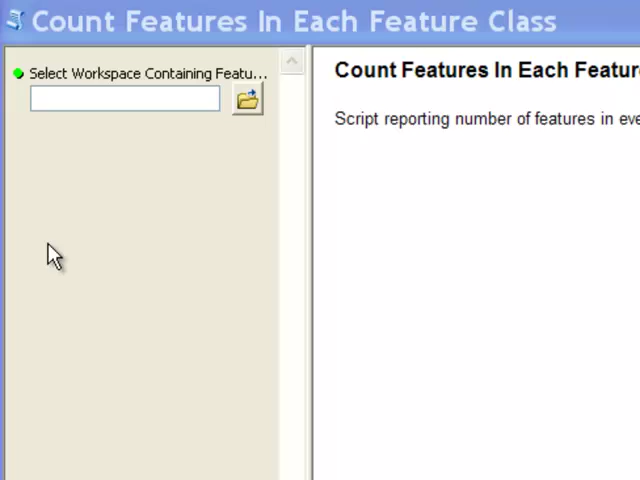 Count Features In Each Feature Class
Select Workspace Containing Featu...
Count Features In Each Featur
Script reporting number of features in eve